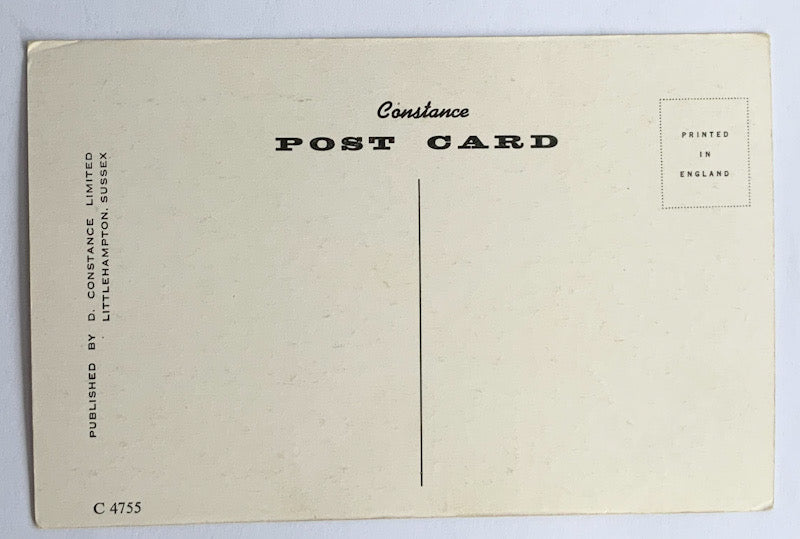 Constance
POST CARD
PRINTED
IN
ENGLAND
PUBLISHED BY D. CONSTANCE LIMITED
LITTLEHAMPTON, SUSSEX
C 4755